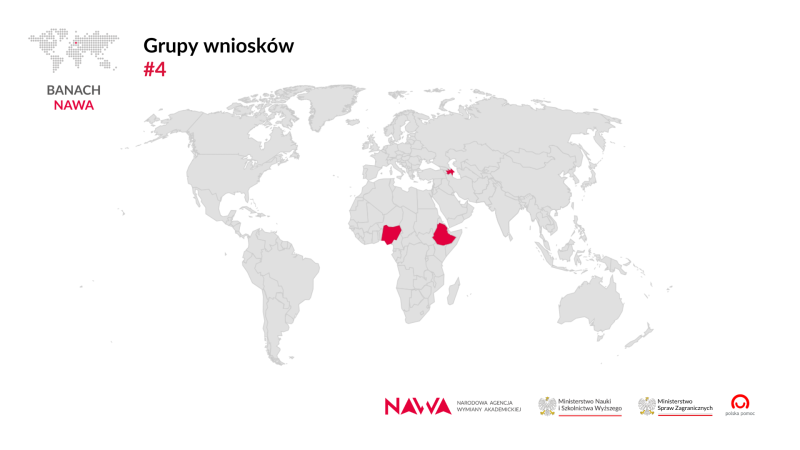 Grupy wniosków
#4
BANACH
NAWA
NAWA
NARODOWA AGENCJA
WYMIANY AKADEMICKIEJ
Ministerstwo Nauki
i Szkolnictwa Wyższego
Ministerstwo
Spraw Zagranicznych
polska pomoc